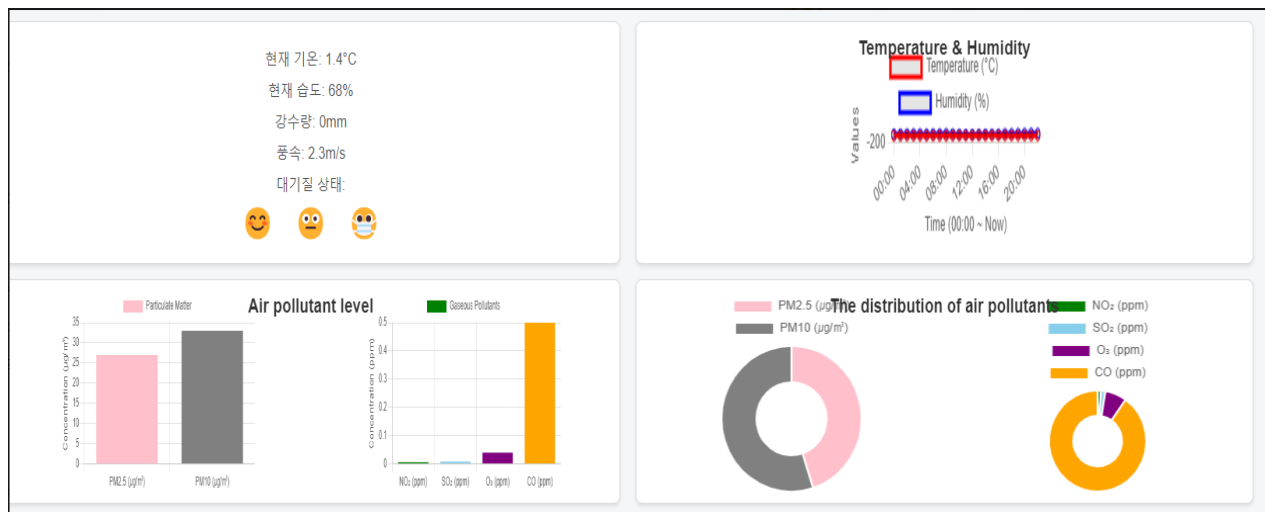 현재 기온: 1.4°C
현재 습도: 68%
강수량: 0mm
풍속: 2.3m/s
대기질 상태:
Temperature & Humidity
Temperature (°C)
Humidity (%)
Values
-200
00:00 04:00 08:00 12:00 16:00 20:00
Time (00:00 ~ Now)
Air pollutant level
Particulate Matter
Concentration (μg/m³)
35
30
25
20
15
10
5
0
PM2.5 (μg/m³) PM10 (μg/m³)
Gaseous Pollutants
Concentration (ppm)
0.5
0.4
0.3
0.2
0.1
0
NO₂ (ppm) SO₂ (ppm) O₃ (ppm) CO (ppm)
The distribution of air pollutants
PM2.5 (μg/m³)
PM10 (μg/m³)
NO₂ (ppm)
SO₂ (ppm)
O₃ (ppm)
CO (ppm)